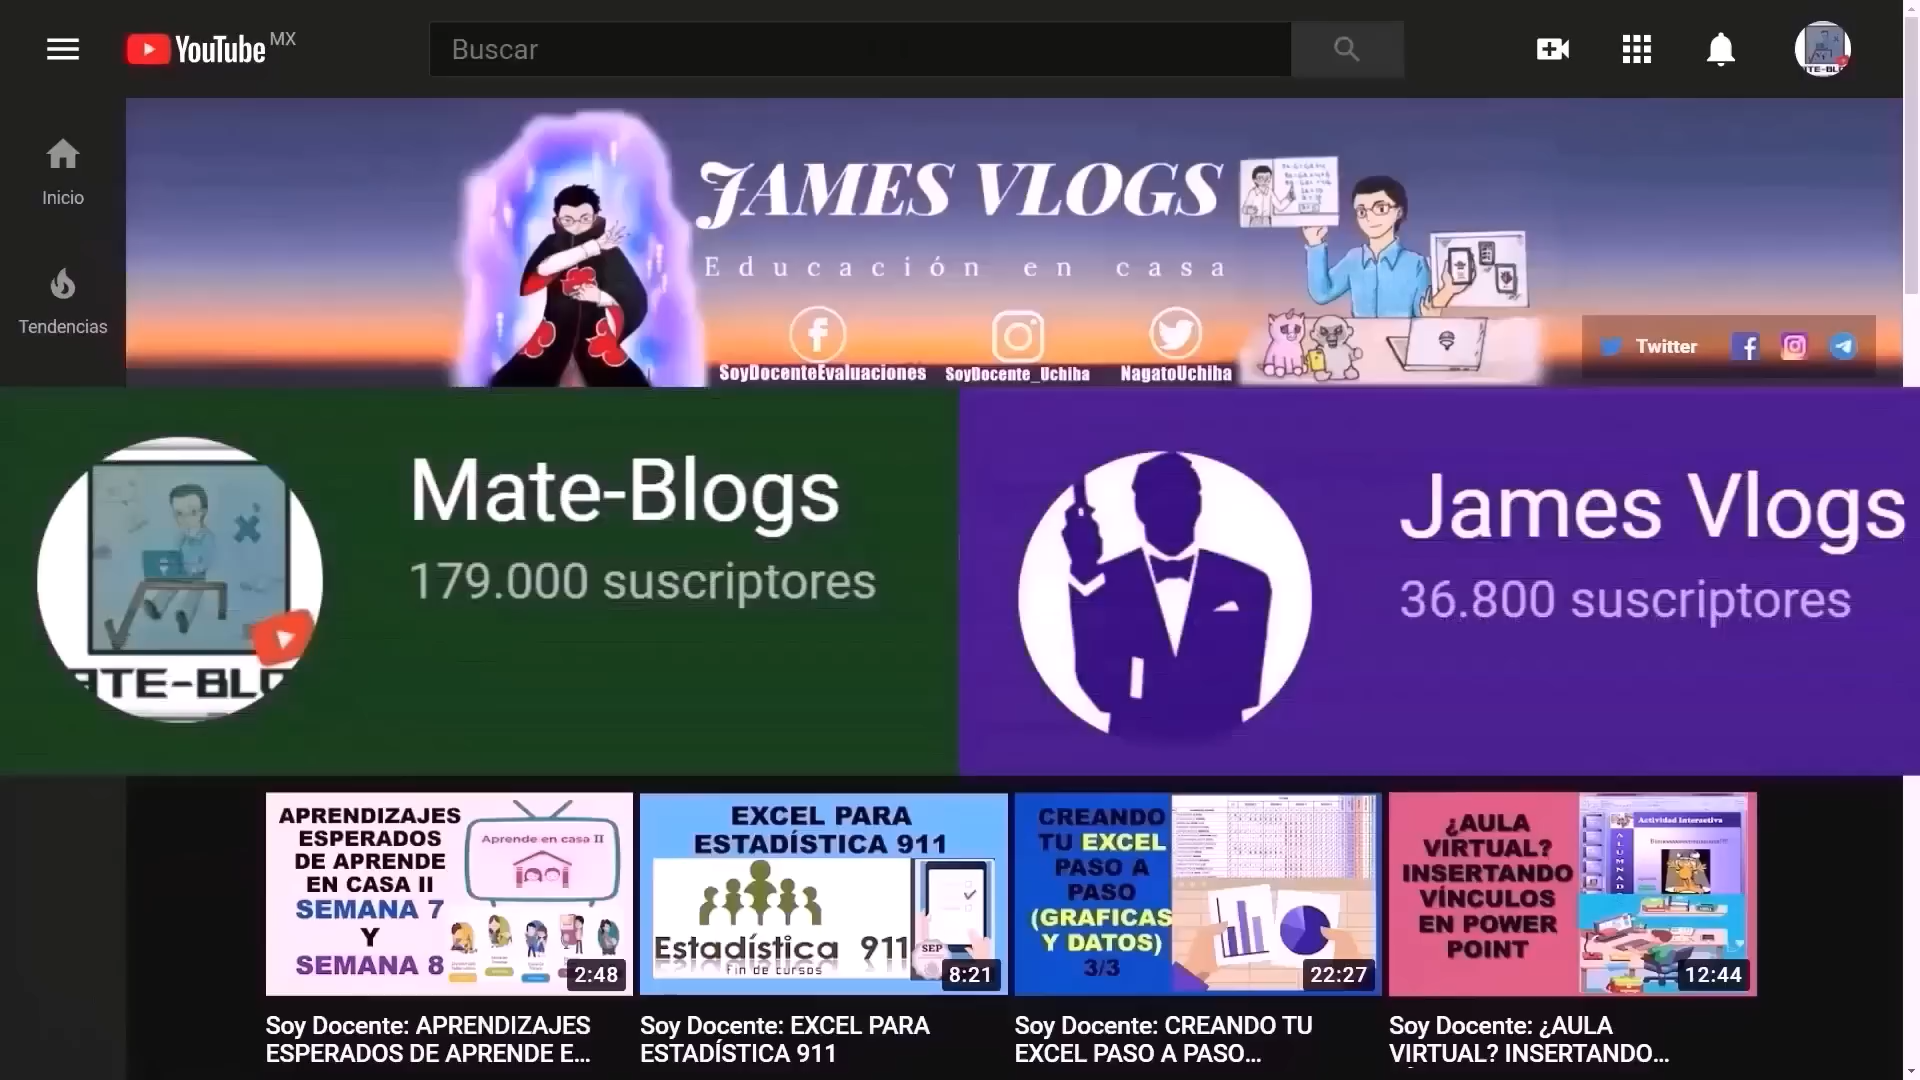 YouTube MX
Buscar
Inicio
Tendencias
JAMES VLOGS
Educación en casa
SoyDocenteEvaluaciones
SoyDocente_Uchiha
NagatoUchiha
Twitter
Mate-Blogs
179.000 suscriptores
ATE-BLO
James Vlogs
36.800 suscriptores
APRENDIZAJES
ESPERADOS
DE APRENDE
EN CASA II
SEMANA 7
Y
SEMANA 8
Aprende en casa II
2:48
EXCEL PARA
ESTADÍSTICA 911
Estadística 911
Fin de cursos
SEP
8:21
CREANDO
TU EXCEL
PASO A
PASO
(GRAFICAS
Y DATOS)
3/3
22:27
¿AULA
VIRTUAL?
INSERTANDO
VÍNCULOS
EN POWER
POINT
Actividad Interactiva
ALUMNAD
12:44
Soy Docente: APRENDIZAJES
ESPERADOS DE APRENDE E...
Soy Docente: EXCEL PARA
ESTADÍSTICA 911
Soy Docente: CREANDO TU
EXCEL PASO A PASO...
Soy Docente: ¿AULA
VIRTUAL? INSERTANDO...